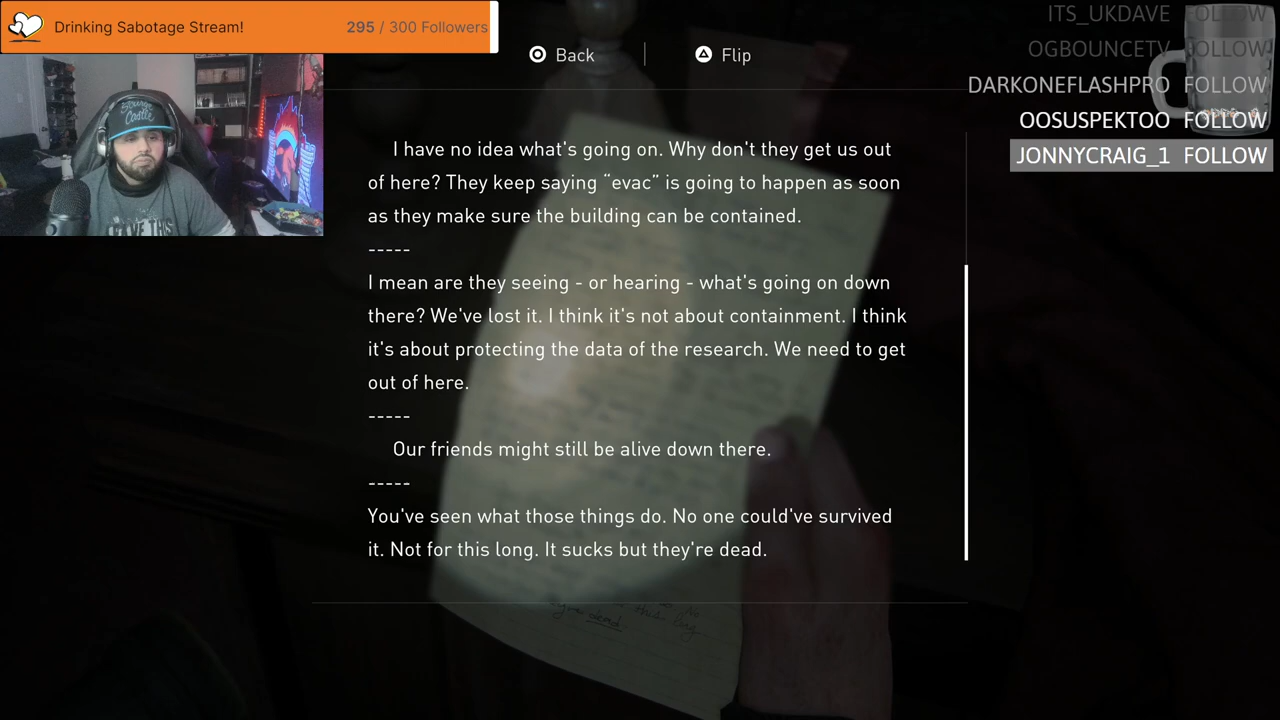 Drinking Sabotage Stream!
295 / 300 Followers
Back
Flip
ITS_UKDAVE FOLLOW
OGBOUNCETV FOLLOW
DARKONEFLASHPRO FOLLOW
OOSUSPEKTOO FOLLOW
JONNYCRAIG_1 FOLLOW
I have no idea what's going on. Why don't they get us out
of here? They keep saying “evac” is going to happen as soon
as they make sure the building can be contained.
-----
I mean are they seeing - or hearing - what's going on down
there? We've lost it. I think it's not about containment. I think
it's about protecting the data of the research. We need to get
out of here.
-----
Our friends might still be alive down there.
-----
You've seen what those things do. No one could've survived
it. Not for this long. It sucks but they're dead.
dead